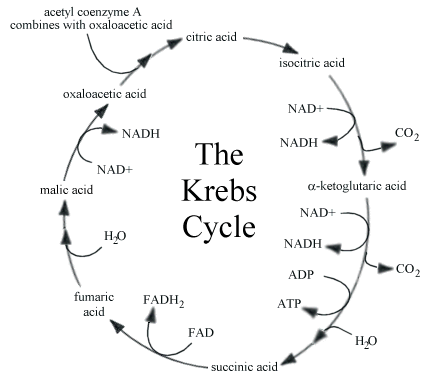 acetyl coenzyme A
combines with oxaloacetic acid
citric acid
isocitric acid
oxaloacetic acid
NAD+
NADH
CO2
NADH
NAD+
The
Krebs
Cycle
malic acid
α-ketoglutaric acid
NAD+
NADH
CO2
H2O
ADP
ATP
H2O
fumaric
acid
FADH2
FAD
succinic acid